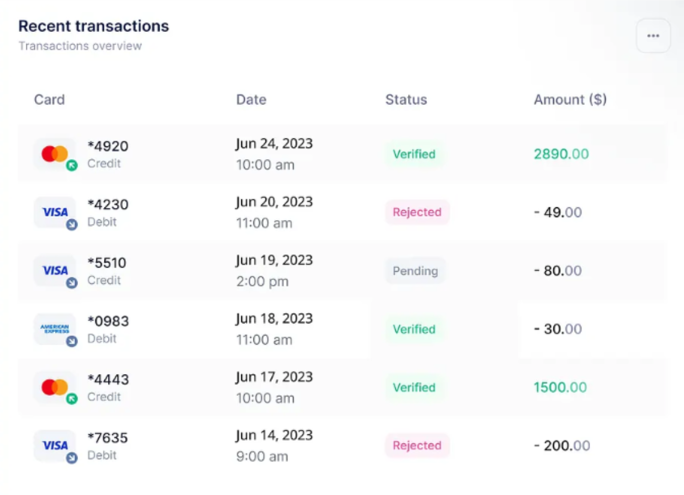 Recent transactions
Transactions overview
...
Card Date Status Amount ($)
*4920 Jun 24, 2023 Verified 2890.00
Credit 10:00 am
VISA *4230 Jun 20, 2023 Rejected - 49.00
Debit 11:00 am
VISA *5510 Jun 19, 2023 Pending - 80.00
Credit 2:00 pm
AMERICAN EXPRESS *0983 Jun 18, 2023 Verified - 30.00
Debit 11:00 am
*4443 Jun 17, 2023 Verified 1500.00
Credit 10:00 am
VISA *7635 Jun 14, 2023 Rejected - 200.00
Debit 9:00 am